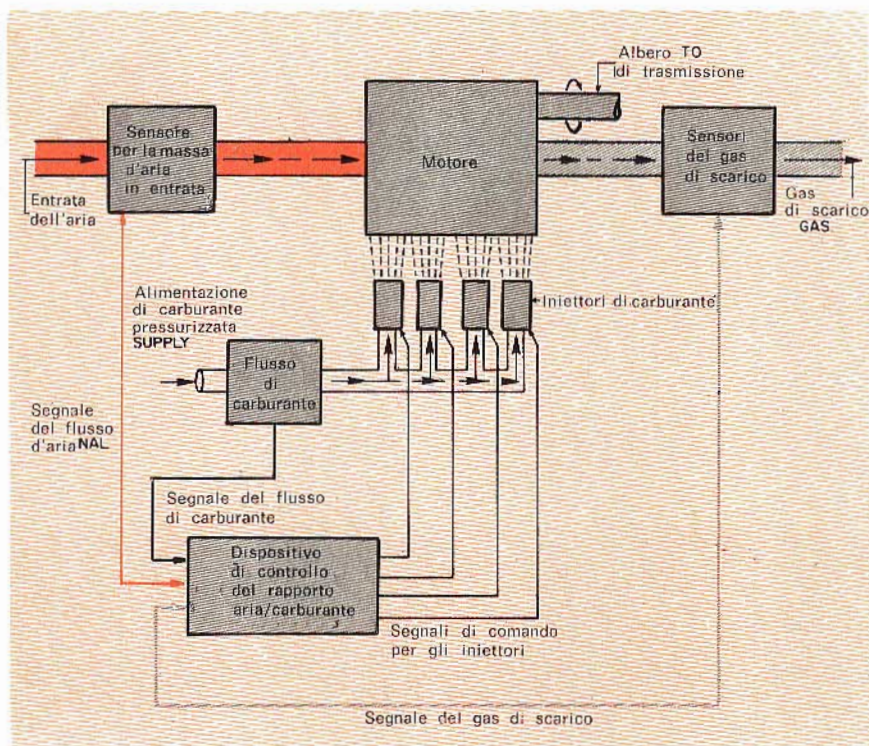 Albero TO
di trasmissione
Sensore
per la massa
d'aria
in entrata
Motore
Sensori
del gas
di scarico
Entrata
dell'aria
Gas
di scarico
GAS
Alimentazione
di carburante
pressurizzata
SUPPLY
Iniettori di carburante
Flusso
di
carburante
Segnale
del flusso
d'aria NAL
Segnale del flusso
di carburante
Dispositivo
di controllo
del rapporto
aria/carburante
Segnali di comando
per gli iniettori
Segnale del gas di scarico